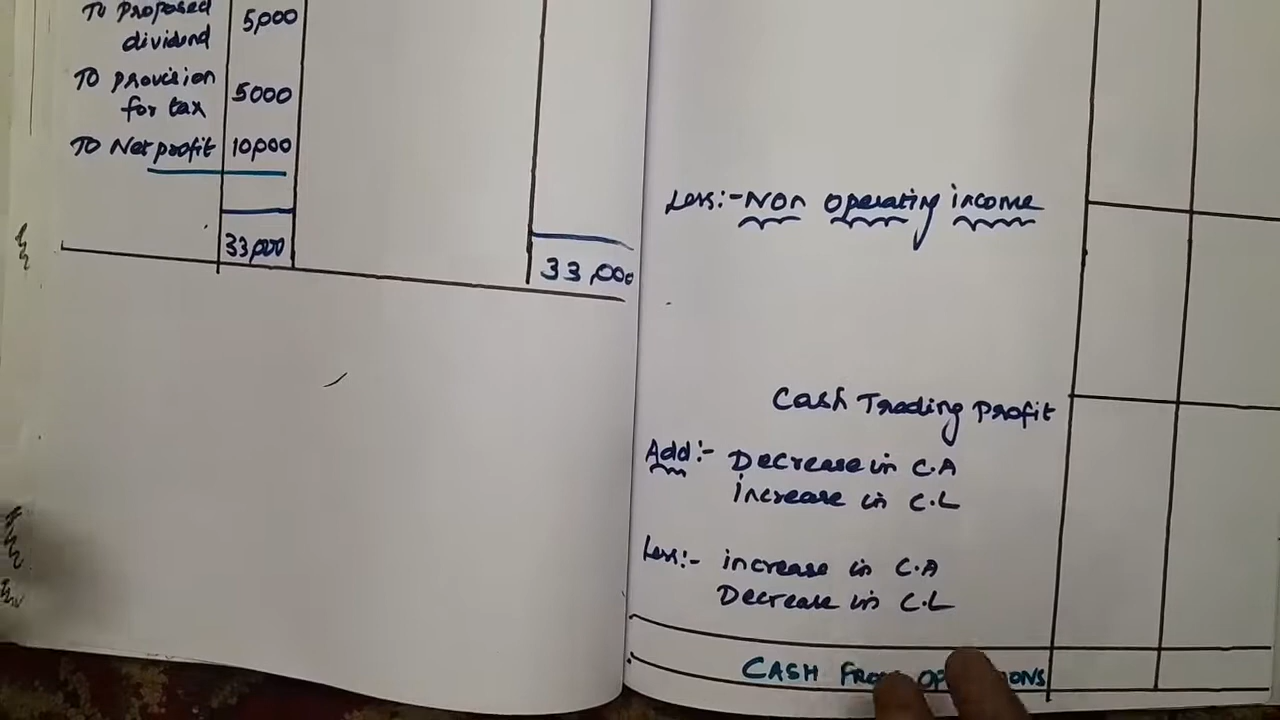 To Proposed 5,000
dividend
To provision 5000
for tax
To Net profit 10,000
33,000 33,000
Less:- Non Operating income
Cash Trading Profit
Add:- Decrease in C.A
increase in C.L
Less:- increase in C.A
Decrease in C.L
CASH